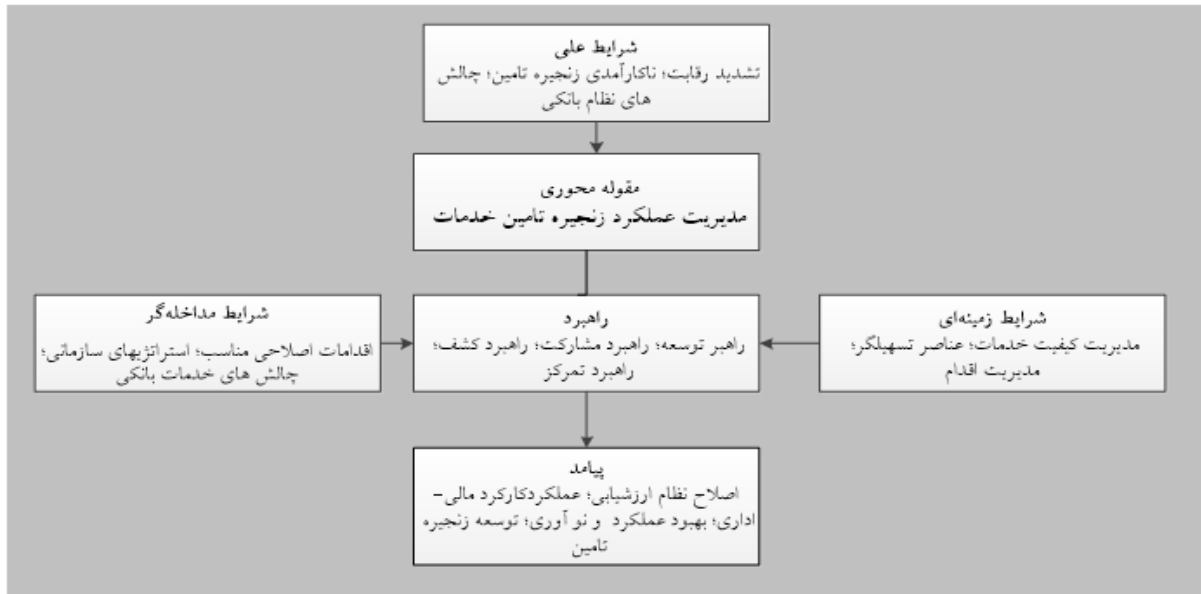 شرایط علی
تشدید رقابت؛ ناکارآمدی زنجیره تامین؛ چالش
های نظام بانکی
مقوله محوری
مدیریت عملکرد زنجیره تامین خدمات
شرایط زمینه‌ای
مدیریت کیفیت خدمات؛ عناصر تسهیلگر؛
مدیریت اقدام
راهبرد
راهبر توسعه؛ راهبرد مشارکت؛ راهبرد کشف؛
راهبرد تمرکز
شرایط مداخله‌گر
اقدامات اصلاحی مناسب؛ استراتژیهای سازمانی؛
چالش های خدمات بانکی
پیامد
اصلاح نظام ارزشیابی؛ عملکردکارکرد مالی-
اداری؛ بهبود عملکرد و نو آوری؛ توسعه زنجیره
تامین